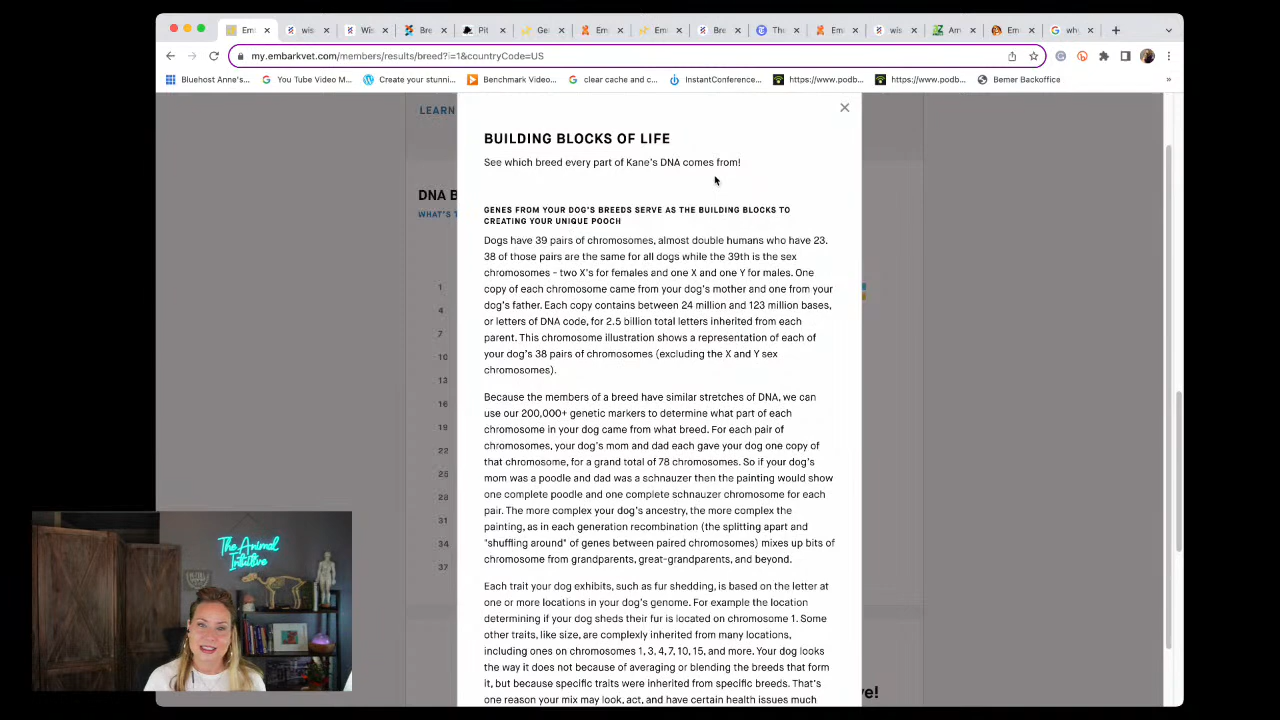 Em
wis
Wis
Bre
Pit
Ge
Em
Em
Bre
Th
Em
wis
Am
Em
why
my.embarkvet.com/members/results/breed?i=1&countryCode=US
Bluehost Anne's...
You Tube Video M...
Create your stunni...
Benchmark Video...
clear cache and c...
InstantConference...
https://www.podb...
https://www.podb...
Bemer Backoffice
LEARN
DNA B
WHAT'S
1
4
7
10
13
16
19
22
25
28
31
34
37
BUILDING BLOCKS OF LIFE
See which breed every part of Kane's DNA comes from!
GENES FROM YOUR DOG'S BREEDS SERVE AS THE BUILDING BLOCKS TO
CREATING YOUR UNIQUE POOCH
Dogs have 39 pairs of chromosomes, almost double humans who have 23.
38 of those pairs are the same for all dogs while the 39th is the sex
chromosomes - two X's for females and one X and one Y for males. One
copy of each chromosome came from your dog's mother and one from your
dog's father. Each copy contains between 24 million and 123 million bases,
or letters of DNA code, for 2.5 billion total letters inherited from each
parent. This chromosome illustration shows a representation of each of
your dog's 38 pairs of chromosomes (excluding the X and Y sex
chromosomes).
Because the members of a breed have similar stretches of DNA, we can
use our 200,000+ genetic markers to determine what part of each
chromosome in your dog came from what breed. For each pair of
chromosomes, your dog's mom and dad each gave your dog one copy of
that chromosome, for a grand total of 78 chromosomes. So if your dog's
mom was a poodle and dad was a schnauzer then the painting would show
one complete poodle and one complete schnauzer chromosome for each
pair. The more complex your dog's ancestry, the more complex the
painting, as in each generation recombination (the splitting apart and
"shuffling around" of genes between paired chromosomes) mixes up bits of
chromosome from grandparents, great-grandparents, and beyond.
Each trait your dog exhibits, such as fur shedding, is based on the letter at
one or more locations in your dog's genome. For example the location
determining if your dog sheds their fur is located on chromosome 1. Some
other traits, like size, are complexly inherited from many locations,
including ones on chromosomes 1, 3, 4, 7, 10, 15, and more. Your dog looks
the way it does not because of averaging or blending the breeds that form
it, but because specific traits were inherited from specific breeds. That's
one reason your mix may look, act, and have certain health issues much
ve!
The Animal
Intuitive